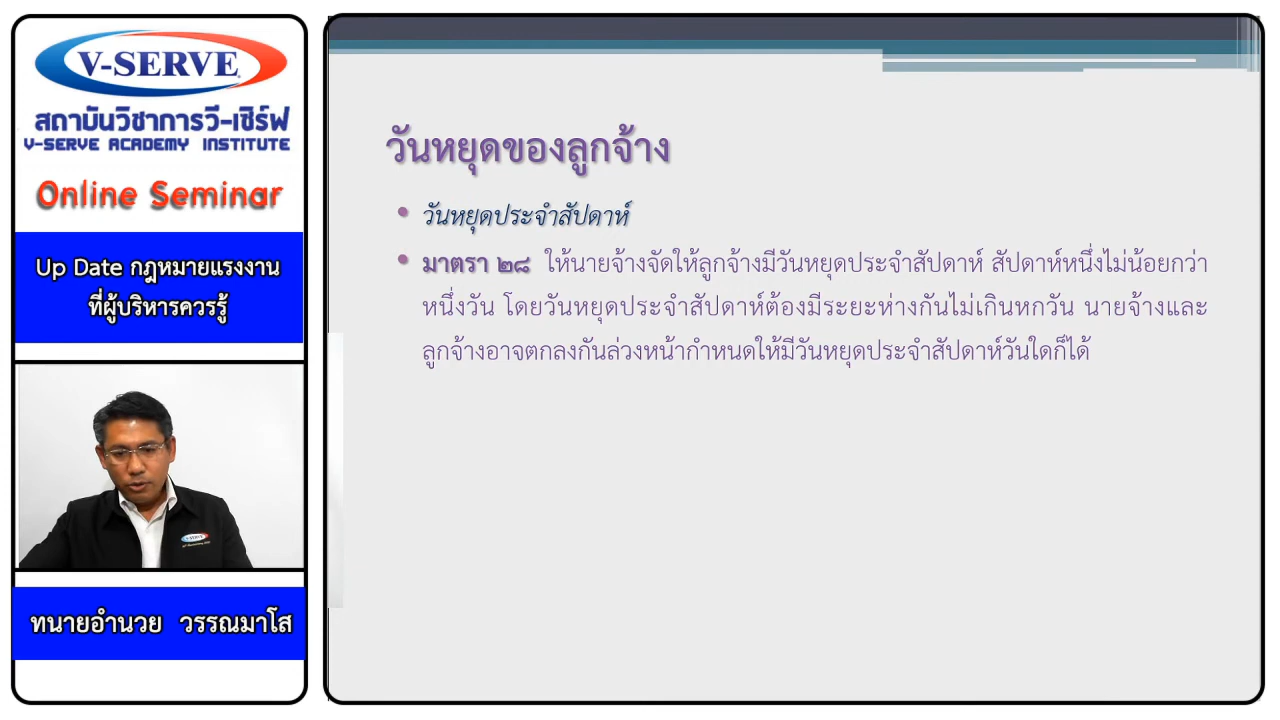 V-SERVE
สถาบันวิชาการวี-เซิร์ฟ
V-SERVE ACADEMY INSTITUTE
Online Seminar
Up Date กฎหมายแรงงาน
ที่ผู้บริหารควรรู้
V-SERVE
ทนายอำนวย วรรณมาโส
วันหยุดของลูกจ้าง
• วันหยุดประจำสัปดาห์
• มาตรา ๒๘ ให้นายจ้างจัดให้ลูกจ้างมีวันหยุดประจำสัปดาห์ สัปดาห์หนึ่งไม่น้อยกว่า
หนึ่งวัน โดยวันหยุดประจำสัปดาห์ต้องมีระยะห่างกันไม่เกินหกวัน นายจ้างและ
ลูกจ้างอาจตกลงกันล่วงหน้ากำหนดให้มีวันหยุดประจำสัปดาห์วันใดก็ได้